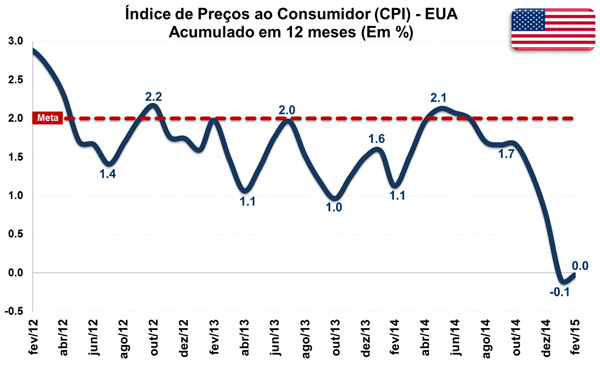 Índice de Preços ao Consumidor (CPI) - EUA
Acumulado em 12 meses (Em %)
3.0
2.5
2.0
1.5
1.0
0.5
0.0
-0.5
Meta
1.4
2.2
1.1
2.0
1.0
1.6
1.1
2.1
1.7
-0.1
0.0
fev/12
abr/12
jun/12
ago/12
out/12
dez/12
fev/13
abr/13
jun/13
ago/13
out/13
dez/13
fev/14
abr/14
jun/14
ago/14
out/14
dez/14
fev/15